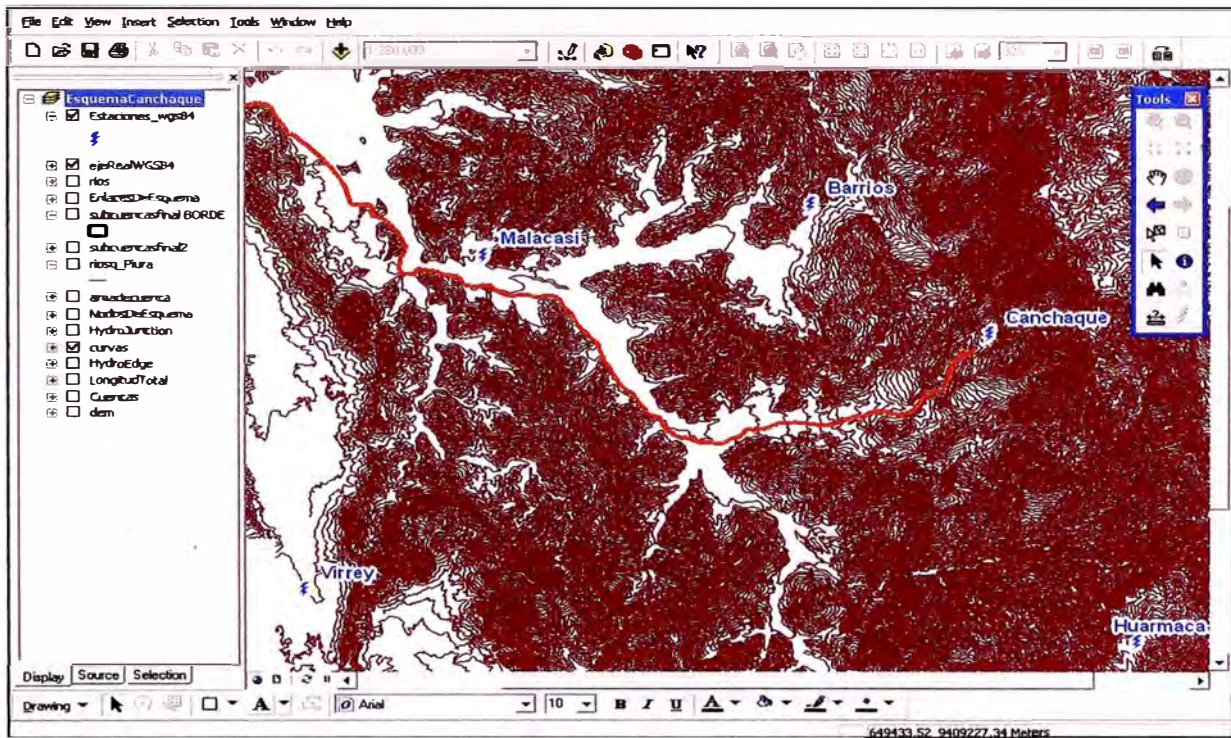 File Edit View Insert Selection Tools Window Help
EsquemaCanchaque
Estaciones_wgs84
ejeRealWGS84
rios
EnlacesDeEsquema
subcuencasfinal BORDE
subcuencasfinal2
riosq_Piura
areadecuenca
NodosDeEsquema
HydroJunction
curvas
HydroEdge
LongitudTotal
Cuencas
dem
Display Source Selection
Tools
Barrios
Malacasi
Canchaque
Virrey
Huarmaca
Drawing
A
Arial
10
B I U A
649433.52 9409227.34 Meters